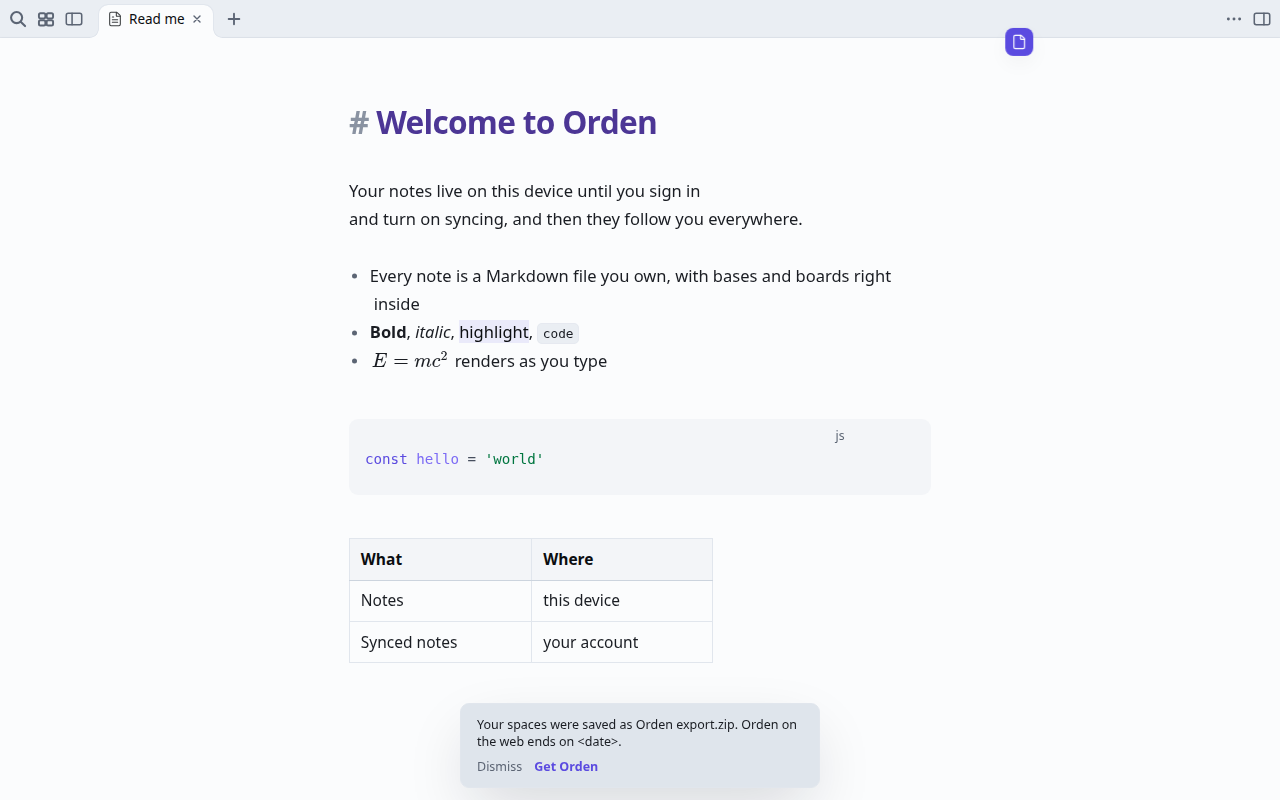 Read me
# Welcome to Orden
Your notes live on this device until you sign in
and turn on syncing, and then they follow you everywhere.
Every note is a Markdown file you own, with bases and boards right
inside
Bold, italic, highlight, code
E = mc² renders as you type
js
const hello = 'world'
What Where
Notes this device
Synced notes your account
Your spaces were saved as Orden export.zip. Orden on
the web ends on <date>.
Dismiss Get Orden